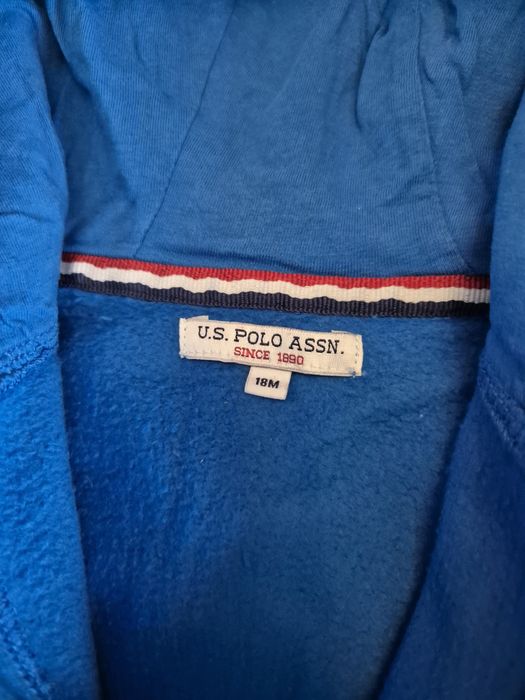 U.S. POLO ASSN.
SINCE 1890
18M